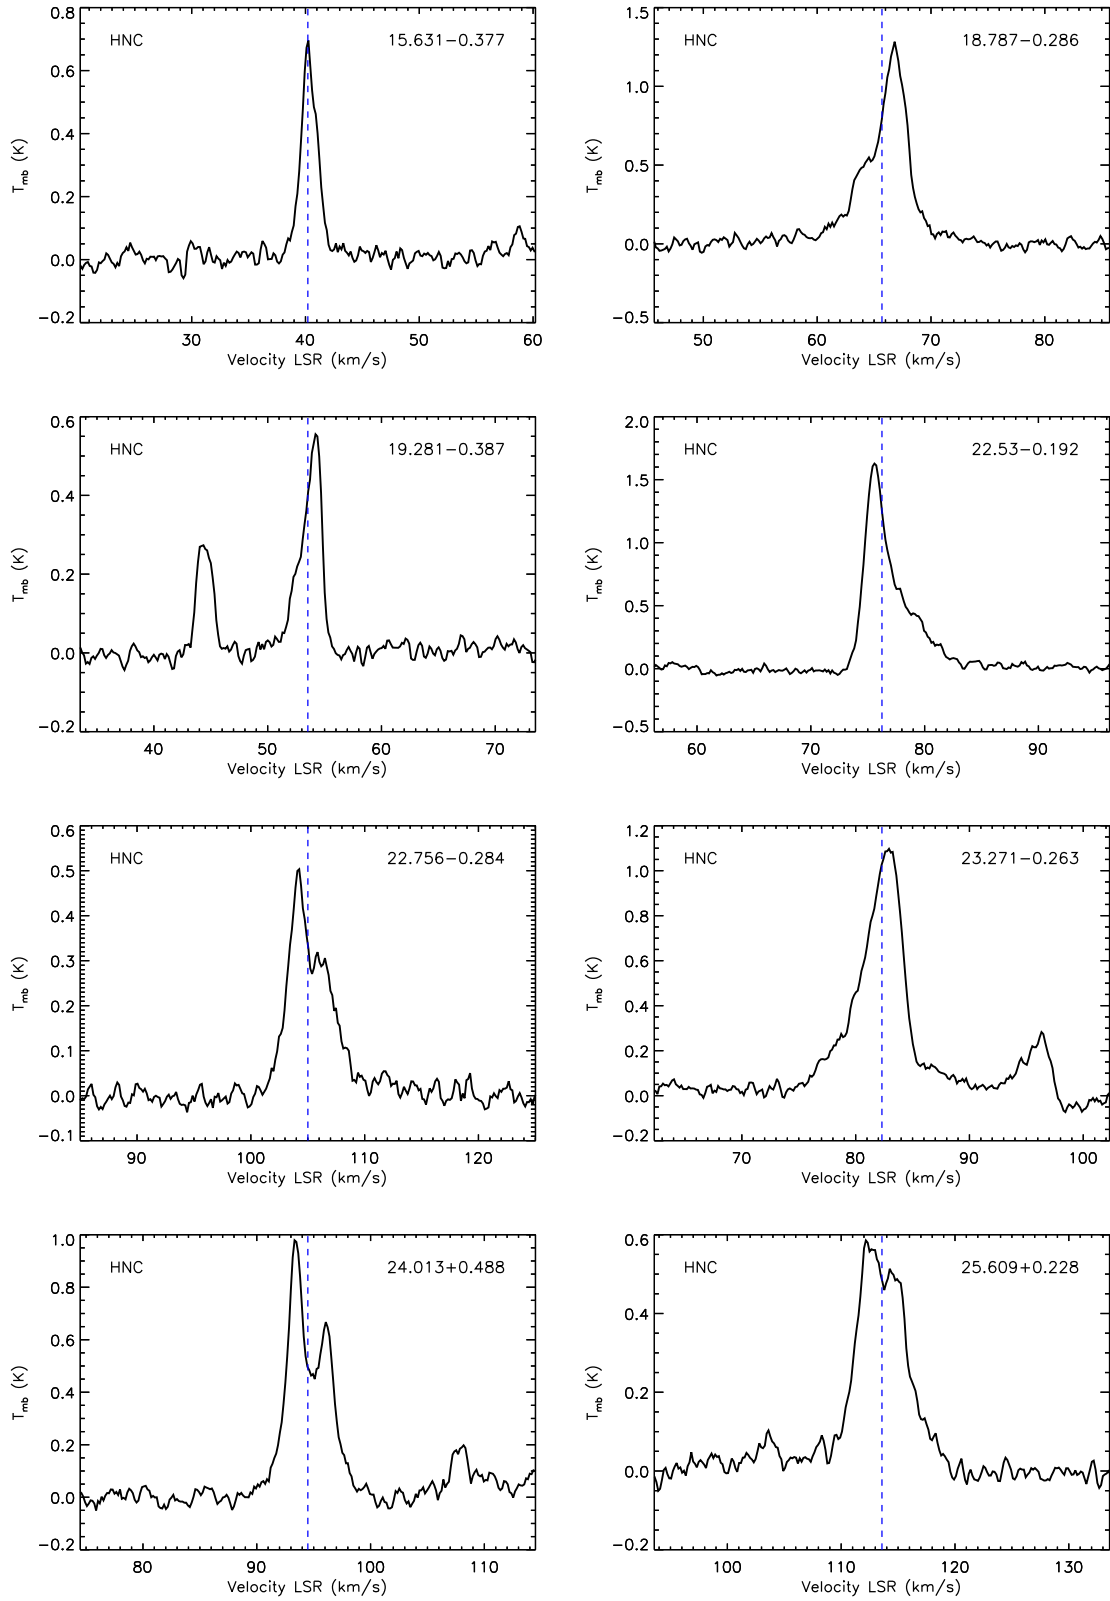 HNC 15.631−0.377
0.8
0.6
0.4
0.2
0.0
−0.2
T_mb (K)
30 40 50 60
Velocity LSR (km/s)
HNC 18.787−0.286
1.5
1.0
0.5
0.0
−0.5
T_mb (K)
50 60 70 80
Velocity LSR (km/s)
HNC 19.281−0.387
0.6
0.4
0.2
0.0
−0.2
T_mb (K)
40 50 60 70
Velocity LSR (km/s)
HNC 22.53−0.192
2.0
1.5
1.0
0.5
0.0
−0.5
T_mb (K)
60 70 80 90
Velocity LSR (km/s)
HNC 22.756−0.284
0.6
0.5
0.4
0.3
0.2
0.1
0.0
−0.1
T_mb (K)
90 100 110 120
Velocity LSR (km/s)
HNC 23.271−0.263
1.2
1.0
0.8
0.6
0.4
0.2
0.0
−0.2
T_mb (K)
70 80 90 100
Velocity LSR (km/s)
HNC 24.013+0.488
1.0
0.8
0.6
0.4
0.2
0.0
−0.2
T_mb (K)
80 90 100 110
Velocity LSR (km/s)
HNC 25.609+0.228
0.6
0.4
0.2
0.0
−0.2
T_mb (K)
100 110 120 130
Velocity LSR (km/s)